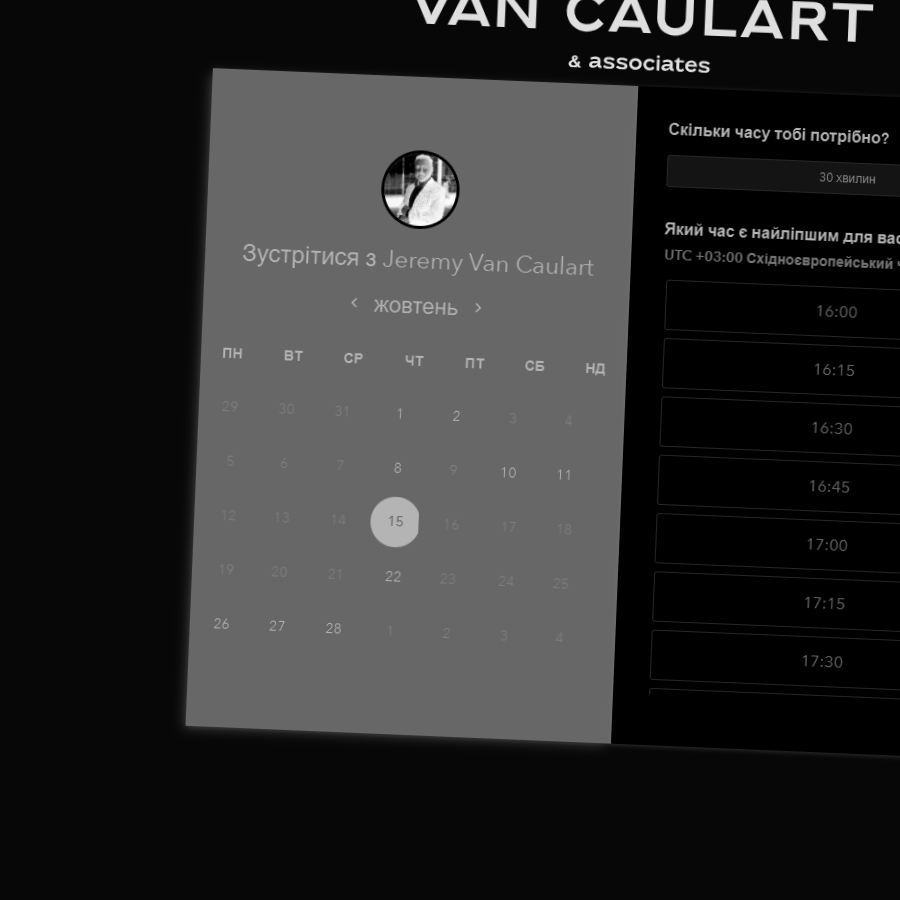 VAN CAULART
& associates
Зустрітися з Jeremy Van Caulart
‹ жовтень ›
ПН ВТ СР ЧТ ПТ СБ НД
29 30 31 1 2 3 4
5 6 7 8 9 10 11
12 13 14 15 16 17 18
19 20 21 22 23 24 25
26 27 28 1 2 3 4
Скільки часу тобі потрібно?
30 хвилин
Який час є найліпшим для вас
UTC +03:00 Східноєвропейський
16:00
16:15
16:30
16:45
17:00
17:15
17:30